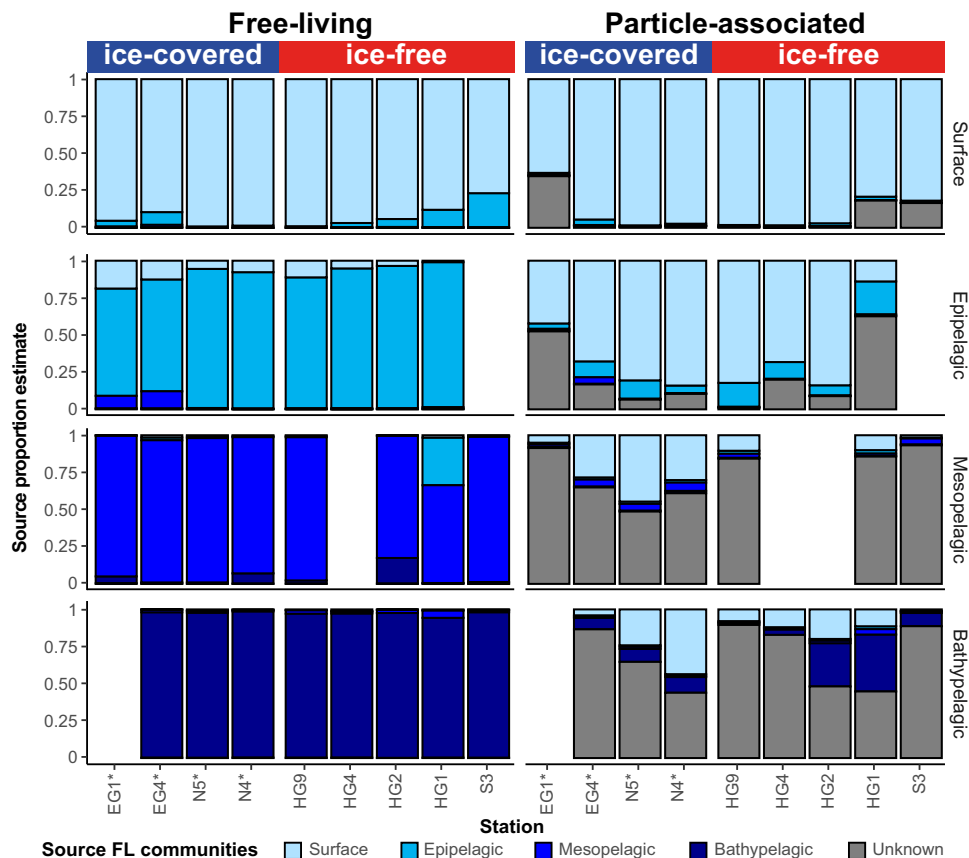 Free-living
Particle-associated
ice-covered
ice-free
ice-covered
ice-free
Source proportion estimate
1
0.75
0.50
0.25
0
Surface
1
0.75
0.50
0.25
0
Epipelagic
1
0.75
0.50
0.25
0
Mesopelagic
1
0.75
0.50
0.25
0
Bathypelagic
EG1*
EG4*
N5*
N4*
HG9
HG4
HG2
HG1
S3
EG1*
EG4*
N5*
N4*
HG9
HG4
HG2
HG1
S3
Station
Source FL communities
Surface
Epipelagic
Mesopelagic
Bathypelagic
Unknown